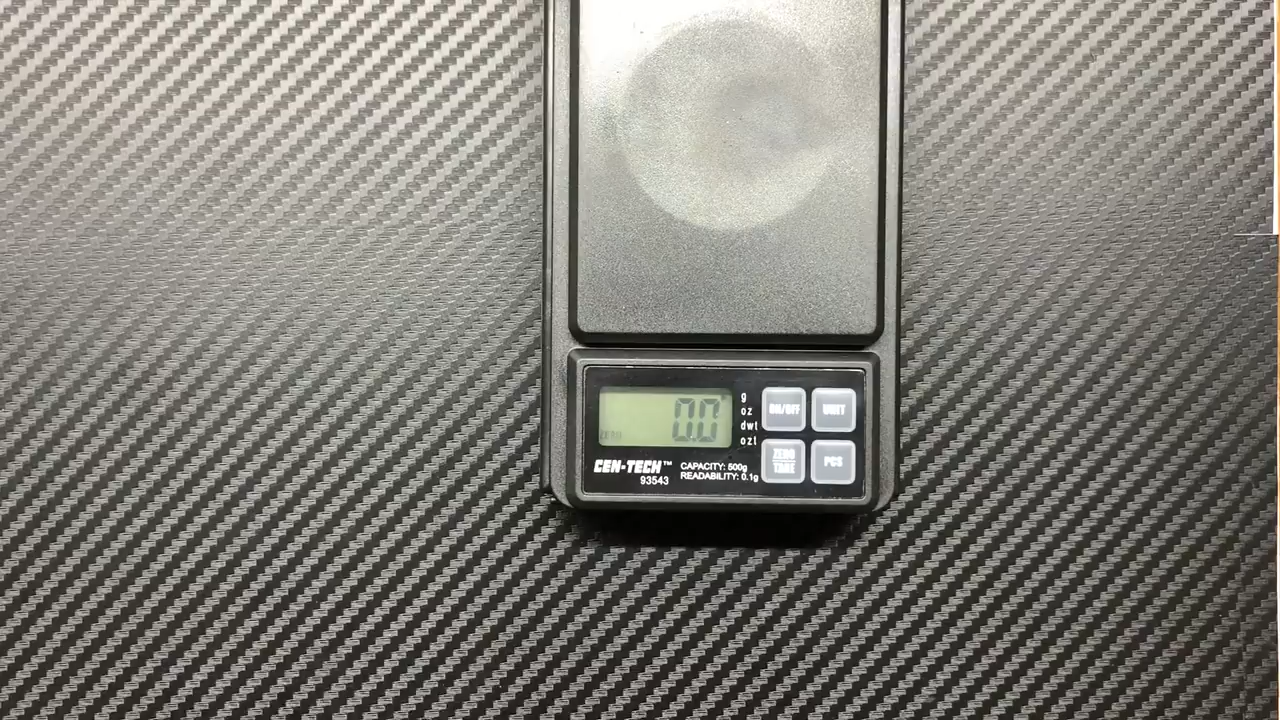 0.0
ZERO
g
oz
dwt
ozt
ON/OFF
UNIT
ZERO
TARE
PCS
CEN-TECH™
93543
CAPACITY: 500g
READABILITY: 0.1g